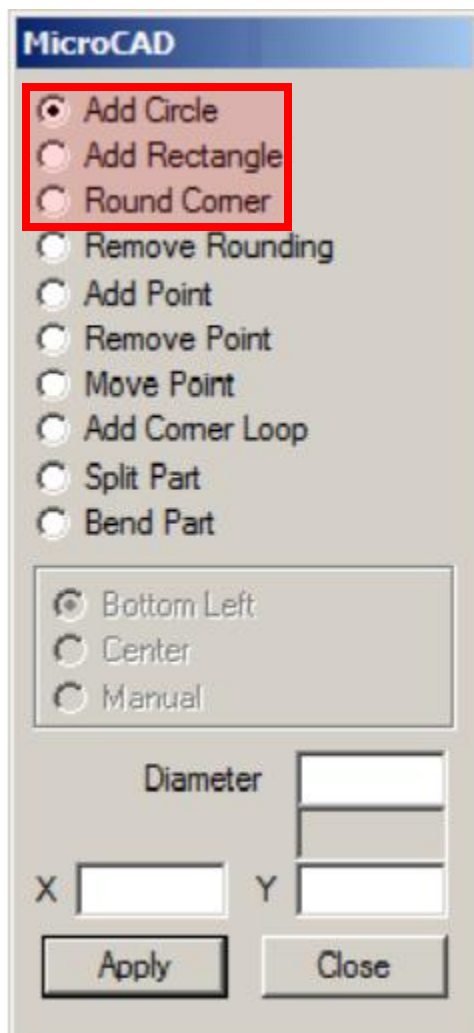 MicroCAD
Add Circle
Add Rectangle
Round Corner
Remove Rounding
Add Point
Remove Point
Move Point
Add Corner Loop
Split Part
Bend Part
Bottom Left
Center
Manual
Diameter
X Y
Apply Close